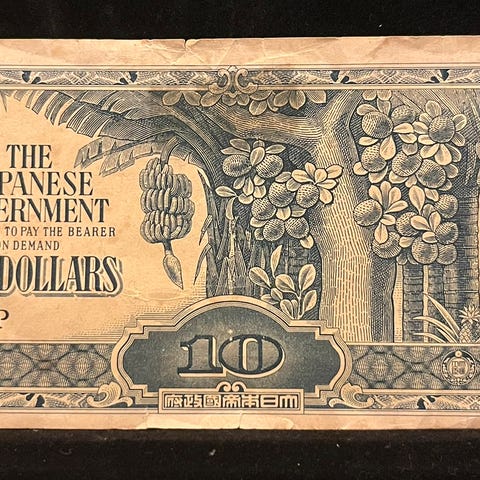 THE
PANESE
ERNMENT
TO PAY THE BEARER
ON DEMAND
DOLLARS
P
10
大日本帝國政府